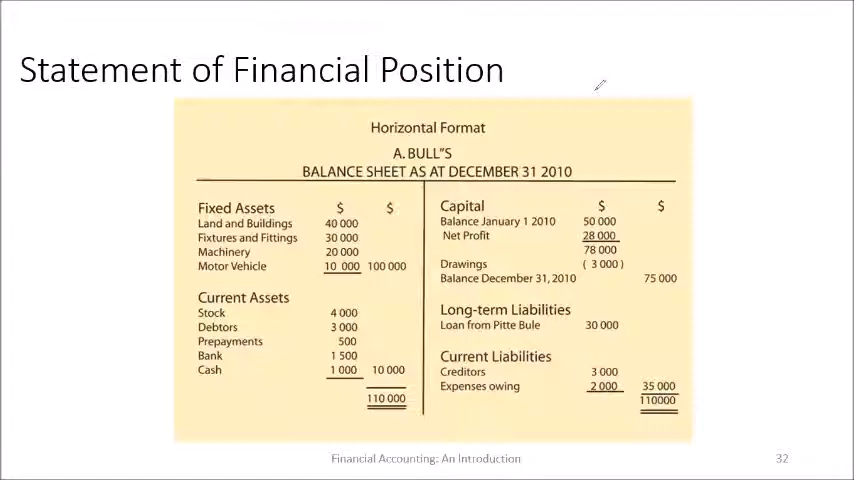 Statement of Financial Position
Horizontal Format
A. BULL"S
BALANCE SHEET AS AT DECEMBER 31 2010
Fixed Assets $ $
Land and Buildings 40 000
Fixtures and Fittings 30 000
Machinery 20 000
Motor Vehicle 10 000 100 000
Current Assets
Stock 4 000
Debtors 3 000
Prepayments 500
Bank 1 500
Cash 1 000 10 000
110 000
Capital $ $
Balance January 1 2010 50 000
Net Profit 28 000
78 000
Drawings ( 3 000 )
Balance December 31, 2010 75 000
Long-term Liabilities
Loan from Pitte Bule 30 000
Current Liabilities
Creditors 3 000
Expenses owing 2 000 35 000
110000
Financial Accounting: An Introduction 32